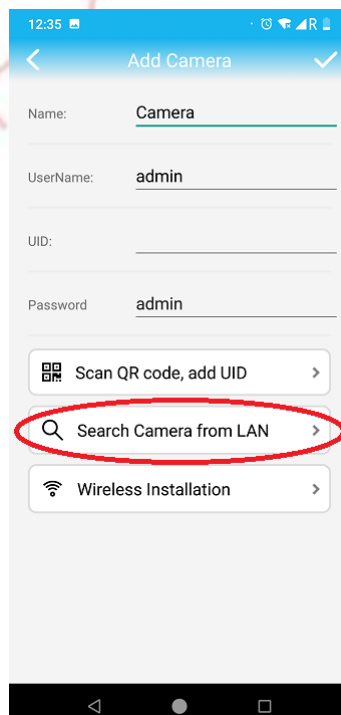 12:35
R
Add Camera
Name: Camera
UserName: admin
UID:
Password admin
Scan QR code, add UID
Search Camera from LAN
Wireless Installation